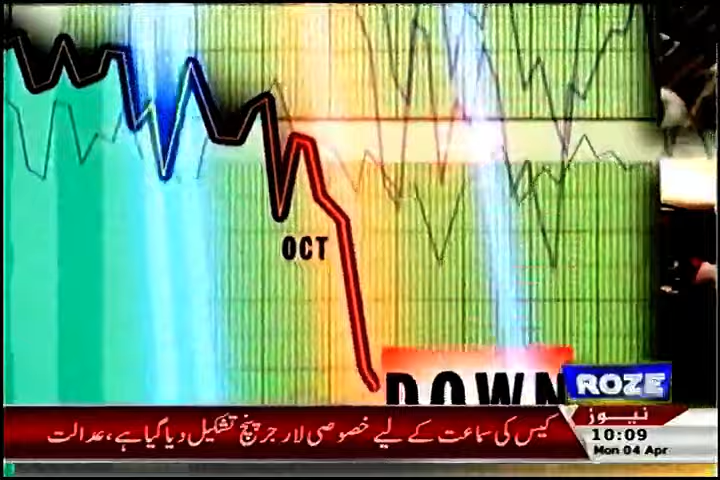 OCT
DOWN
ROZE
نیوز
10:09
Mon 04 Apr
کیس کی سماعت کے لیے خصوصی لارجر بینچ تشکیل دیا گیا ہے، عدالت